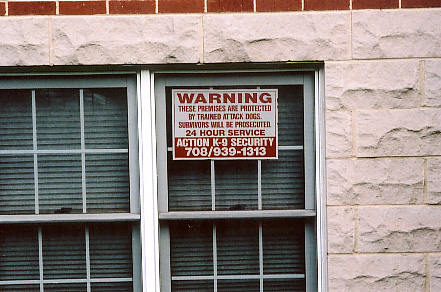 WARNING
THESE PREMISES ARE PROTECTED
BY TRAINED ATTACK DOGS.
SURVIVORS WILL BE PROSECUTED.
24 HOUR SERVICE
ACTION K-9 SECURITY
708/939-1313